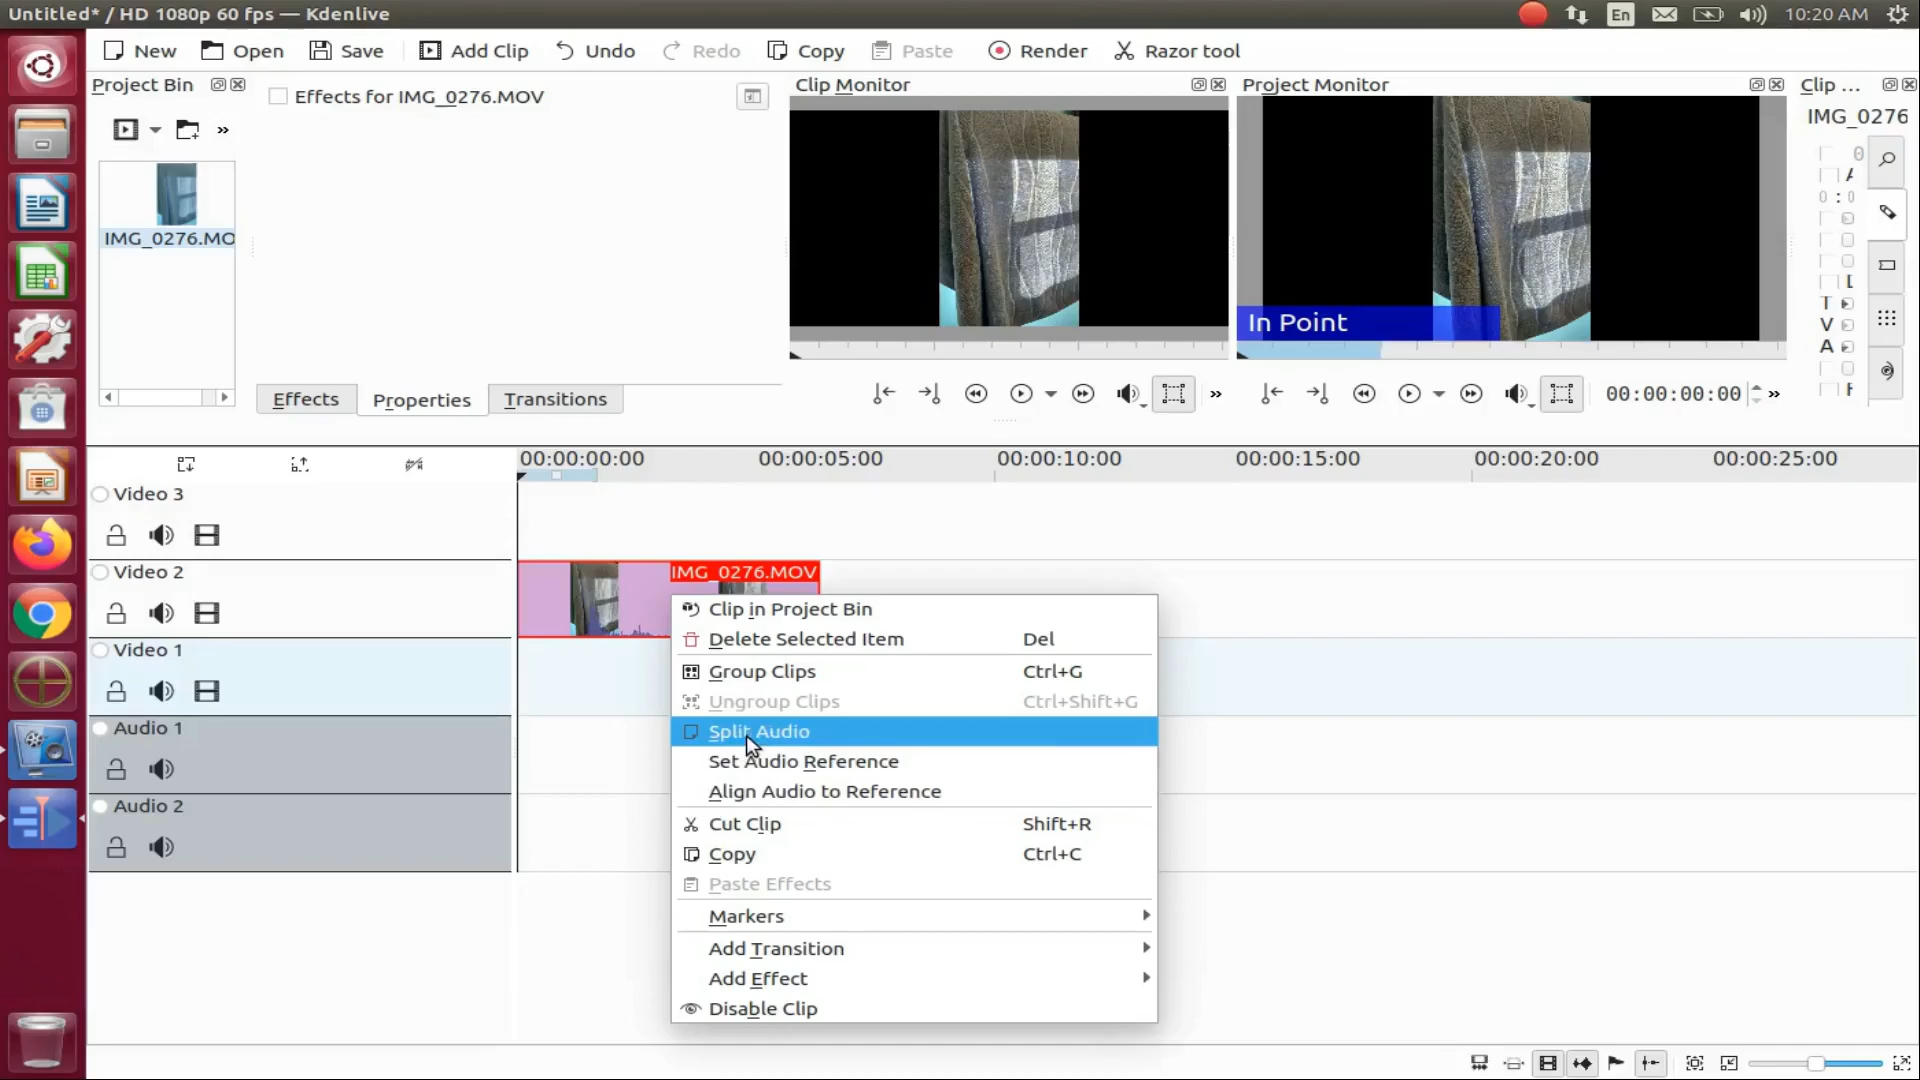 Untitled* / HD 1080p 60 fps — Kdenlive
En
10:20 AM
New
Open
Save
Add Clip
Undo
Redo
Copy
Paste
Render
Razor tool
Project Bin
Effects for IMG_0276.MOV
Clip Monitor
Project Monitor
Clip ...
IMG_0276
»
IMG_0276.MO
In Point
0
A
0 : 0
L
T
V
A
F
Effects
Properties
Transitions
»
00:00:00:00
»
00:00:00:00
00:00:05:00
00:00:10:00
00:00:15:00
00:00:20:00
00:00:25:00
Video 3
Video 2
IMG_0276.MOV
Video 1
Audio 1
Audio 2
Clip in Project Bin
Delete Selected Item Del
Group Clips Ctrl+G
Ungroup Clips Ctrl+Shift+G
Split Audio
Set Audio Reference
Align Audio to Reference
Cut Clip Shift+R
Copy Ctrl+C
Paste Effects
Markers
Add Transition
Add Effect
Disable Clip